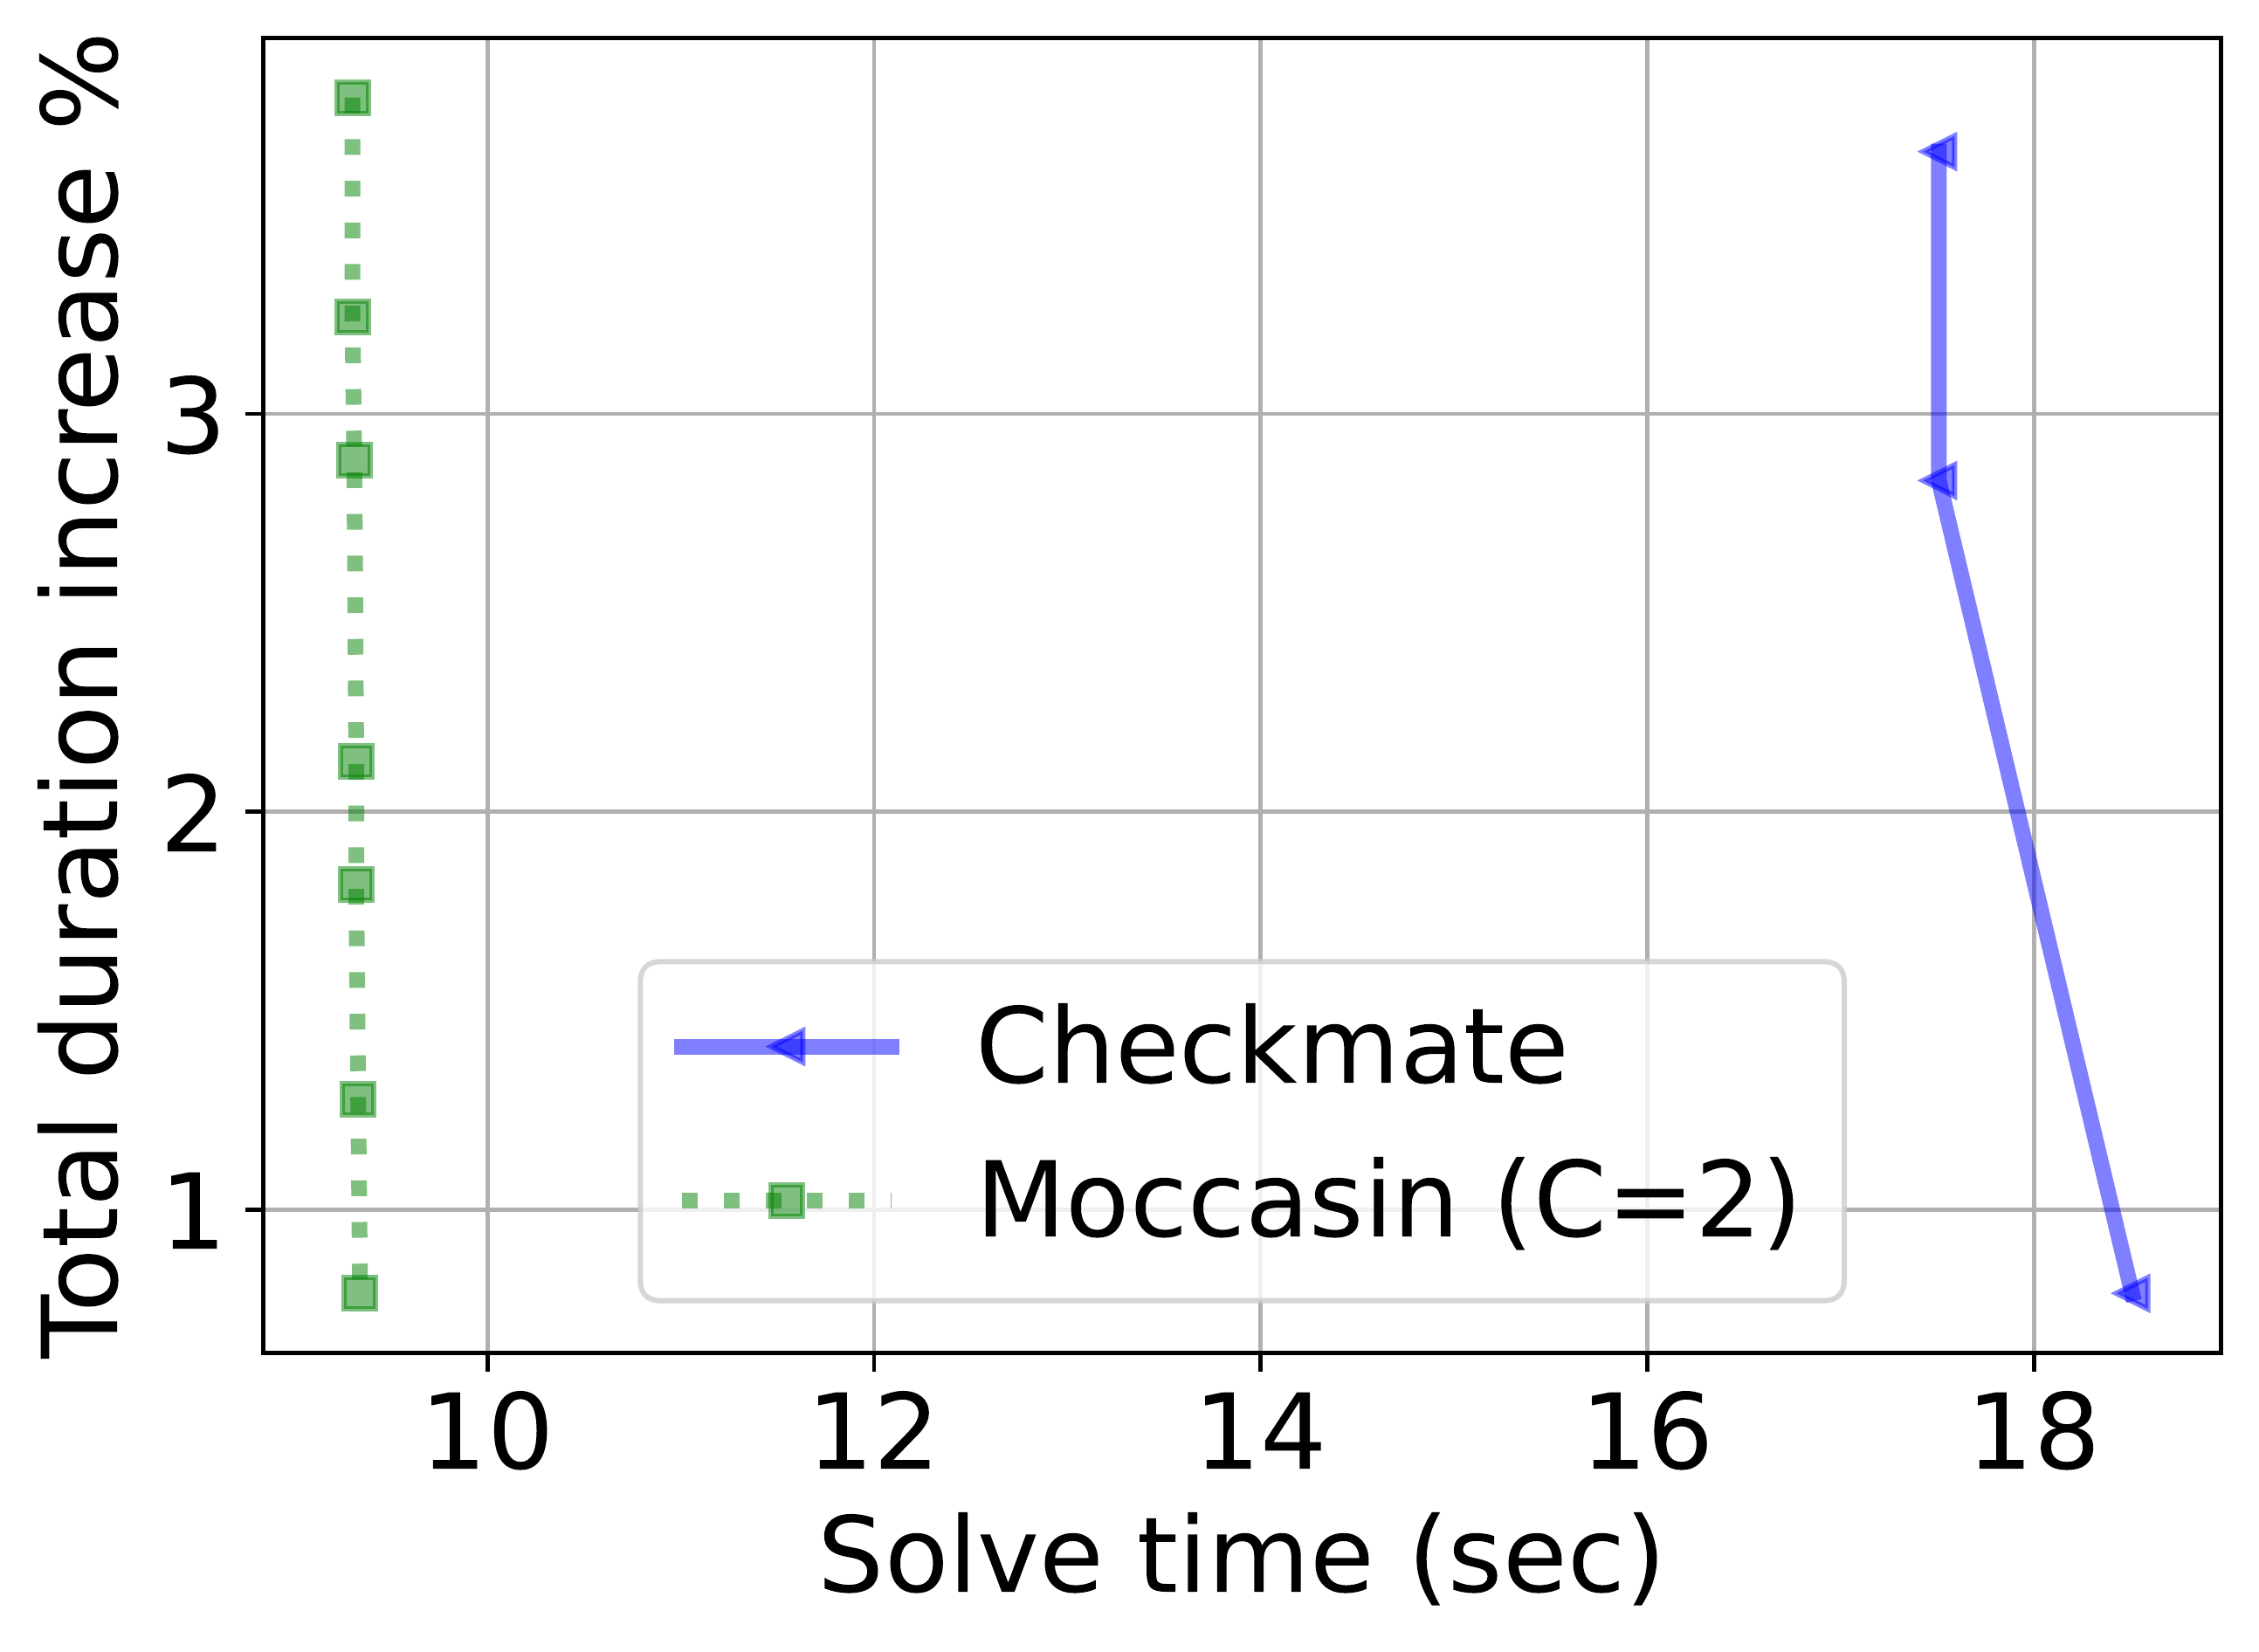 Total duration increase %
3
2
1
Checkmate
Moccasin (C=2)
10 12 14 16 18
Solve time (sec)